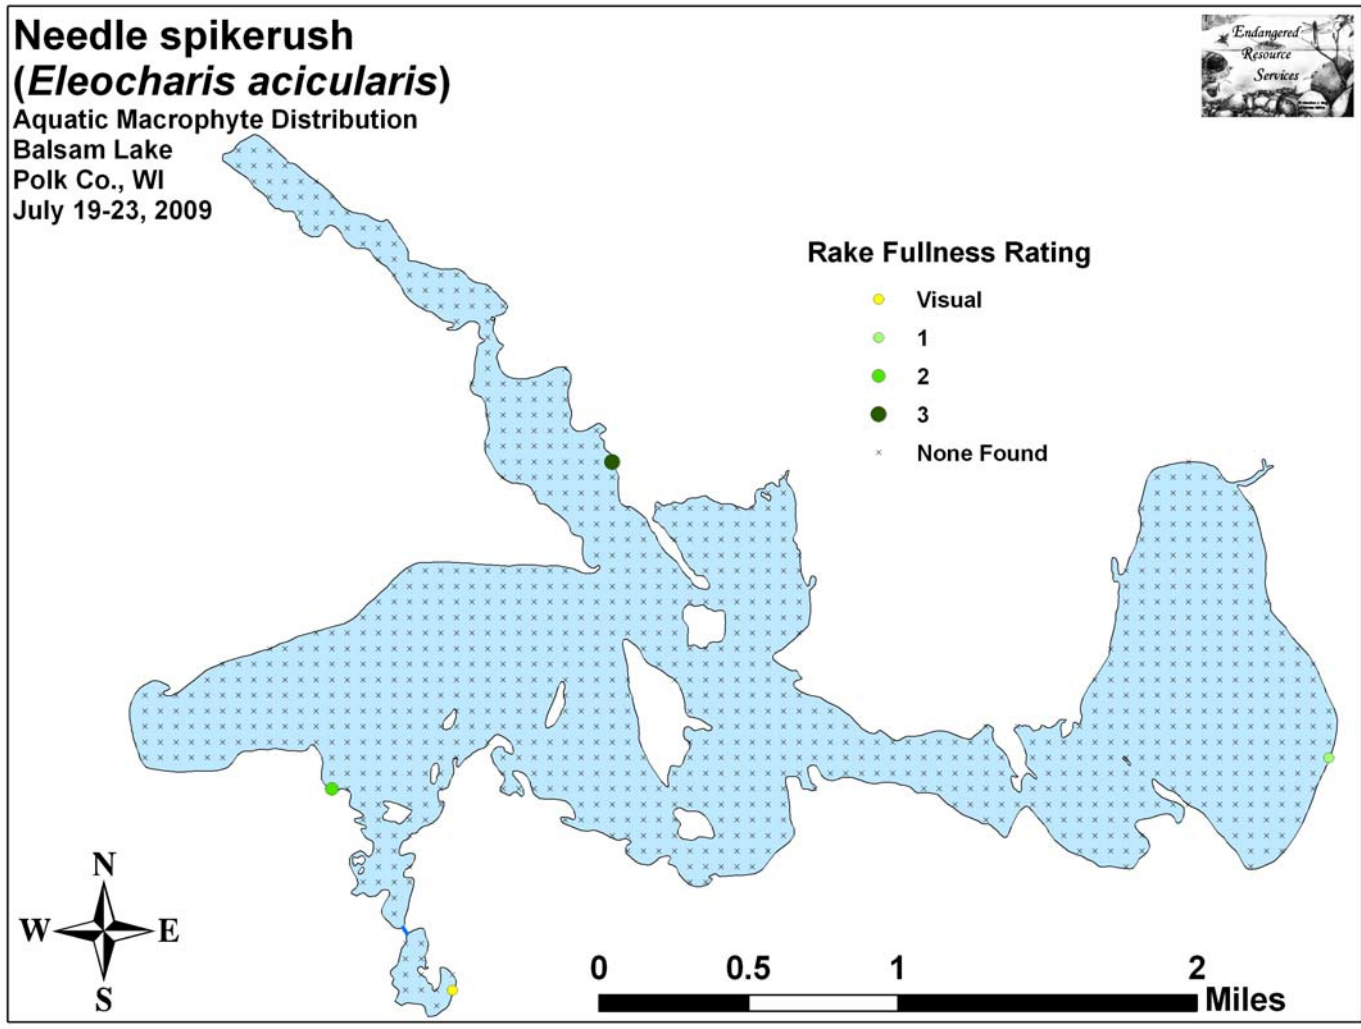 Needle spikerush
(Eleocharis acicularis)
Aquatic Macrophyte Distribution
Balsam Lake
Polk Co., WI
July 19-23, 2009
Endangered
Resource
Services
Rake Fullness Rating
Visual
1
2
3
None Found
N
W E
S
0 0.5 1 2
Miles